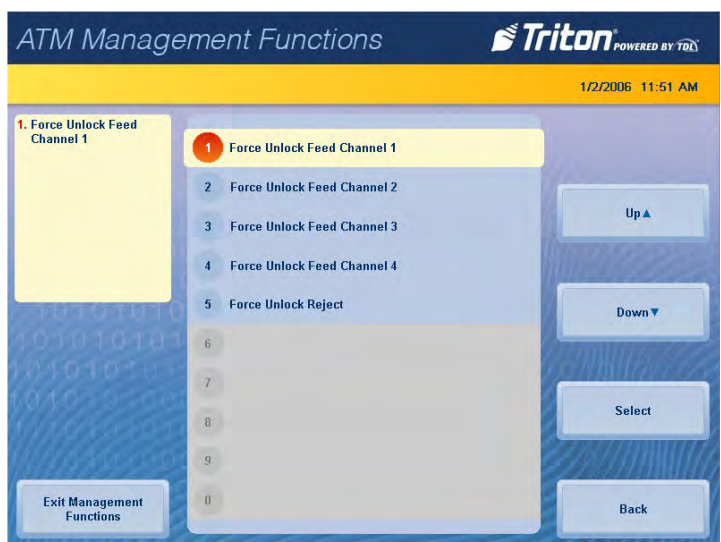 ATM Management Functions
Triton® POWERED BY TDL
1/2/2006 11:51 AM
1. Force Unlock Feed
Channel 1
1 Force Unlock Feed Channel 1
2 Force Unlock Feed Channel 2
3 Force Unlock Feed Channel 3
4 Force Unlock Feed Channel 4
5 Force Unlock Reject
6
7
8
9
0
Up▲
Down▼
Select
Back
Exit Management
Functions